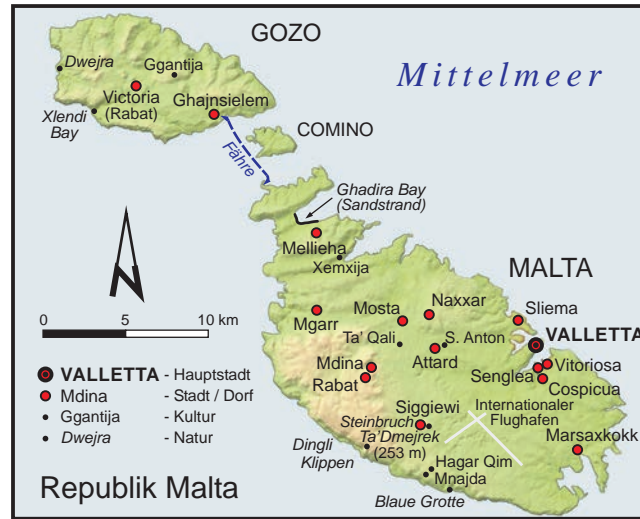 GOZO
Dwejra
Ggantija
Mittelmeer
Victoria
(Rabat)
Ghajnsielem
Xlendi
Bay
COMINO
Fähre
Ghadira Bay
(Sandstrand)
Mellieha
Xemxija
MALTA
0 5 10 km
Mgarr
Mosta
Naxxar
Sliema
Ta' Qali
S. Anton
VALLETTA
Attard
Mdina
Rabat
Senglea
Vitoriosa
Cospicua
VALLETTA - Hauptstadt
Mdina - Stadt / Dorf
Ggantija - Kultur
Dwejra - Natur
Siggiewi
Steinbruch
Ta'Dmejrek
(253 m)
Internationaler
Flughafen
Marsaxkokk
Dingli
Klippen
Hagar Qim
Mnajda
Blaue Grotte
Republik Malta